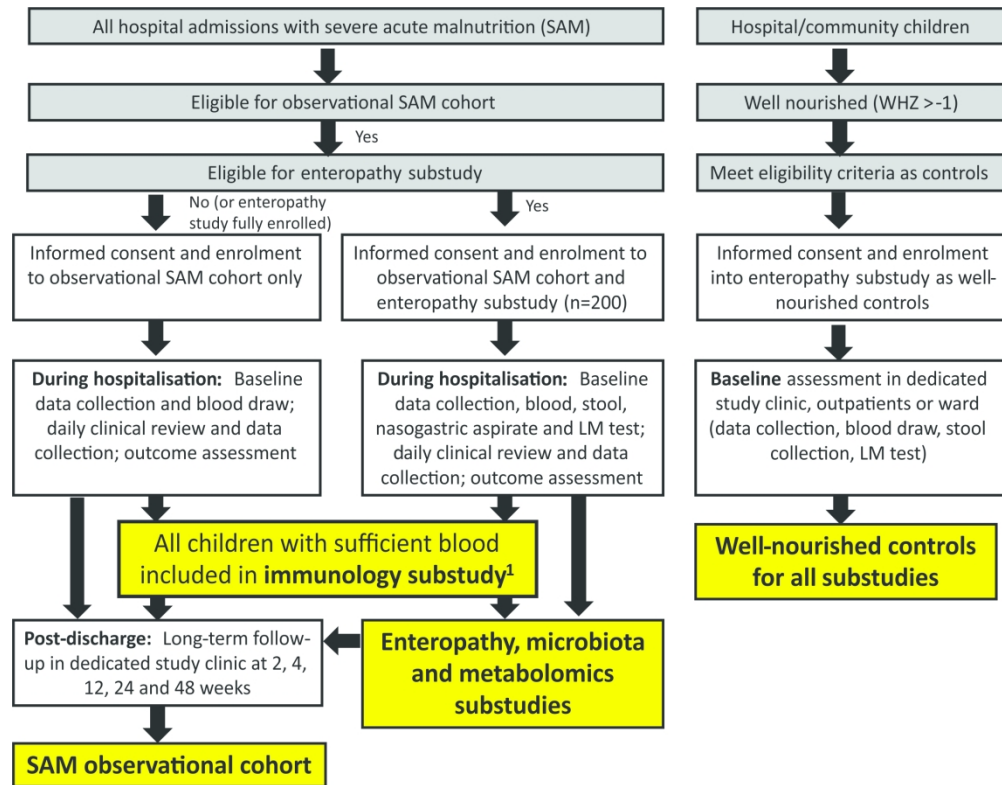 All hospital admissions with severe acute malnutrition (SAM)
Eligible for observational SAM cohort
Yes
Eligible for enteropathy substudy
No (or enteropathy
study fully enrolled)
Yes
Informed consent and enrolment
to observational SAM cohort only
Informed consent and enrolment to
observational SAM cohort and
enteropathy substudy (n=200)
During hospitalisation: Baseline
data collection and blood draw;
daily clinical review and data
collection; outcome assessment
During hospitalisation: Baseline
data collection, blood, stool,
nasogastric aspirate and LM test;
daily clinical review and data
collection; outcome assessment
All children with sufficient blood
included in immunology substudy¹
Post-discharge: Long-term follow-
up in dedicated study clinic at 2, 4,
12, 24 and 48 weeks
Enteropathy, microbiota
and metabolomics
substudies
SAM observational cohort
Hospital/community children
Well nourished (WHZ >-1)
Meet eligibility criteria as controls
Informed consent and enrolment
into enteropathy substudy as well-
nourished controls
Baseline assessment in dedicated
study clinic, outpatients or ward
(data collection, blood draw, stool
collection, LM test)
Well-nourished controls
for all substudies